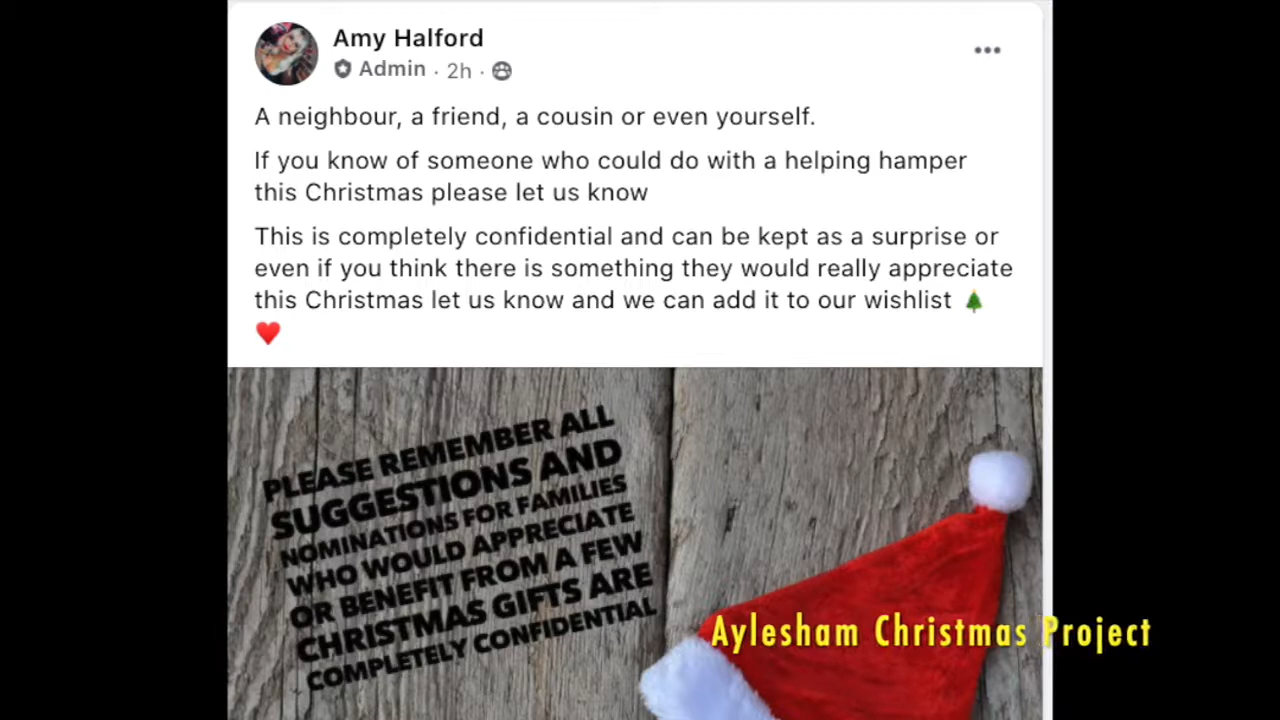 Amy Halford
Admin · 2h ·
A neighbour, a friend, a cousin or even yourself.
If you know of someone who could do with a helping hamper
this Christmas please let us know
This is completely confidential and can be kept as a surprise or
even if you think there is something they would really appreciate
this Christmas let us know and we can add it to our wishlist 🎄
❤️
PLEASE REMEMBER ALL
SUGGESTIONS AND
NOMINATIONS FOR FAMILIES
WHO WOULD APPRECIATE
OR BENEFIT FROM A FEW
CHRISTMAS GIFTS ARE
COMPLETELY CONFIDENTIAL
Aylesham Christmas Project